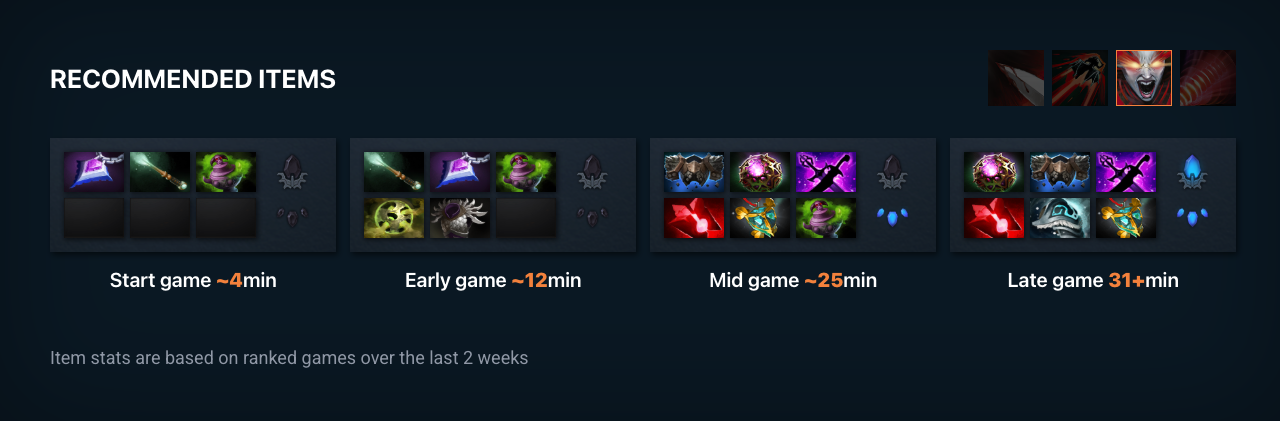 RECOMMENDED ITEMS
Start game ~4min
Early game ~12min
Mid game ~25min
Late game 31+min
Item stats are based on ranked games over the last 2 weeks